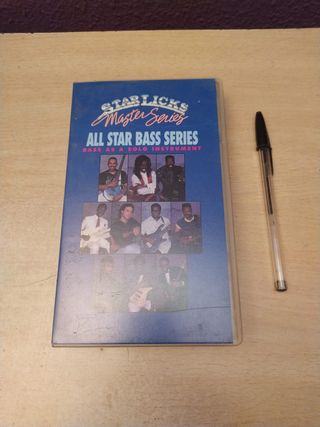 STAR LICKS
Master Series
ALL STAR BASS SERIES
BASS AS A SOLO INSTRUMENT